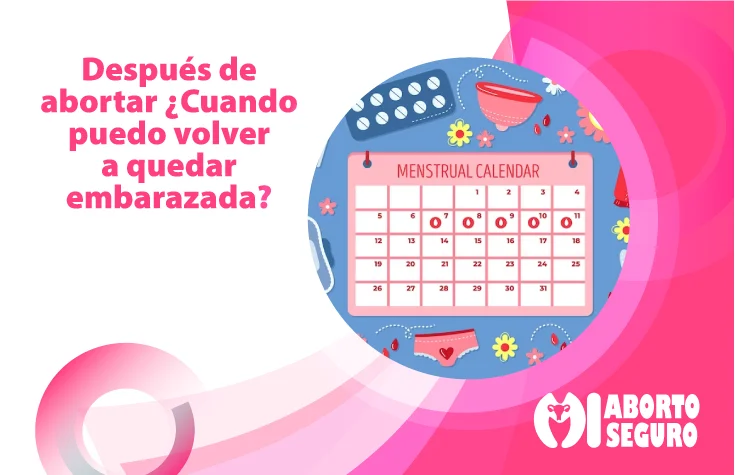 Después de
abortar ¿Cuando
puedo volver
a quedar
embarazada?
MENSTRUAL CALENDAR
1 2 3 4
5 6 7 8 9 10 11
12 13 14 15 16 17 18
19 20 21 22 23 24 25
26 27 28 29 30 31
MI ABORTO
SEGURO